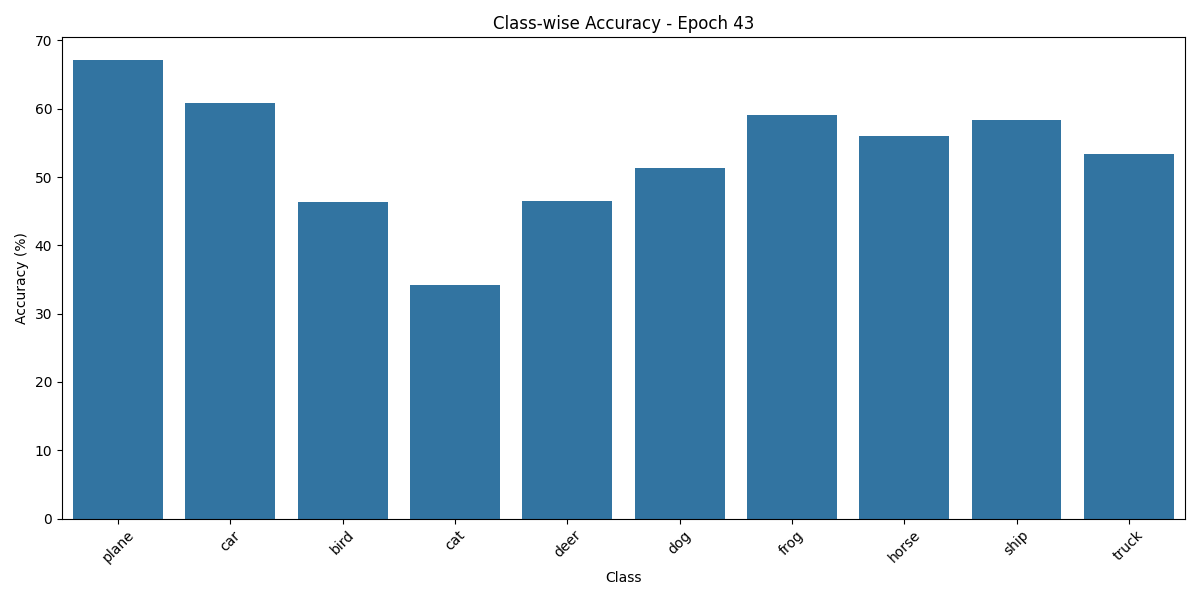 Class-wise Accuracy - Epoch 43
Accuracy (%)
70
60
50
40
30
20
10
0
plane
car
bird
cat
deer
dog
frog
horse
ship
truck
Class